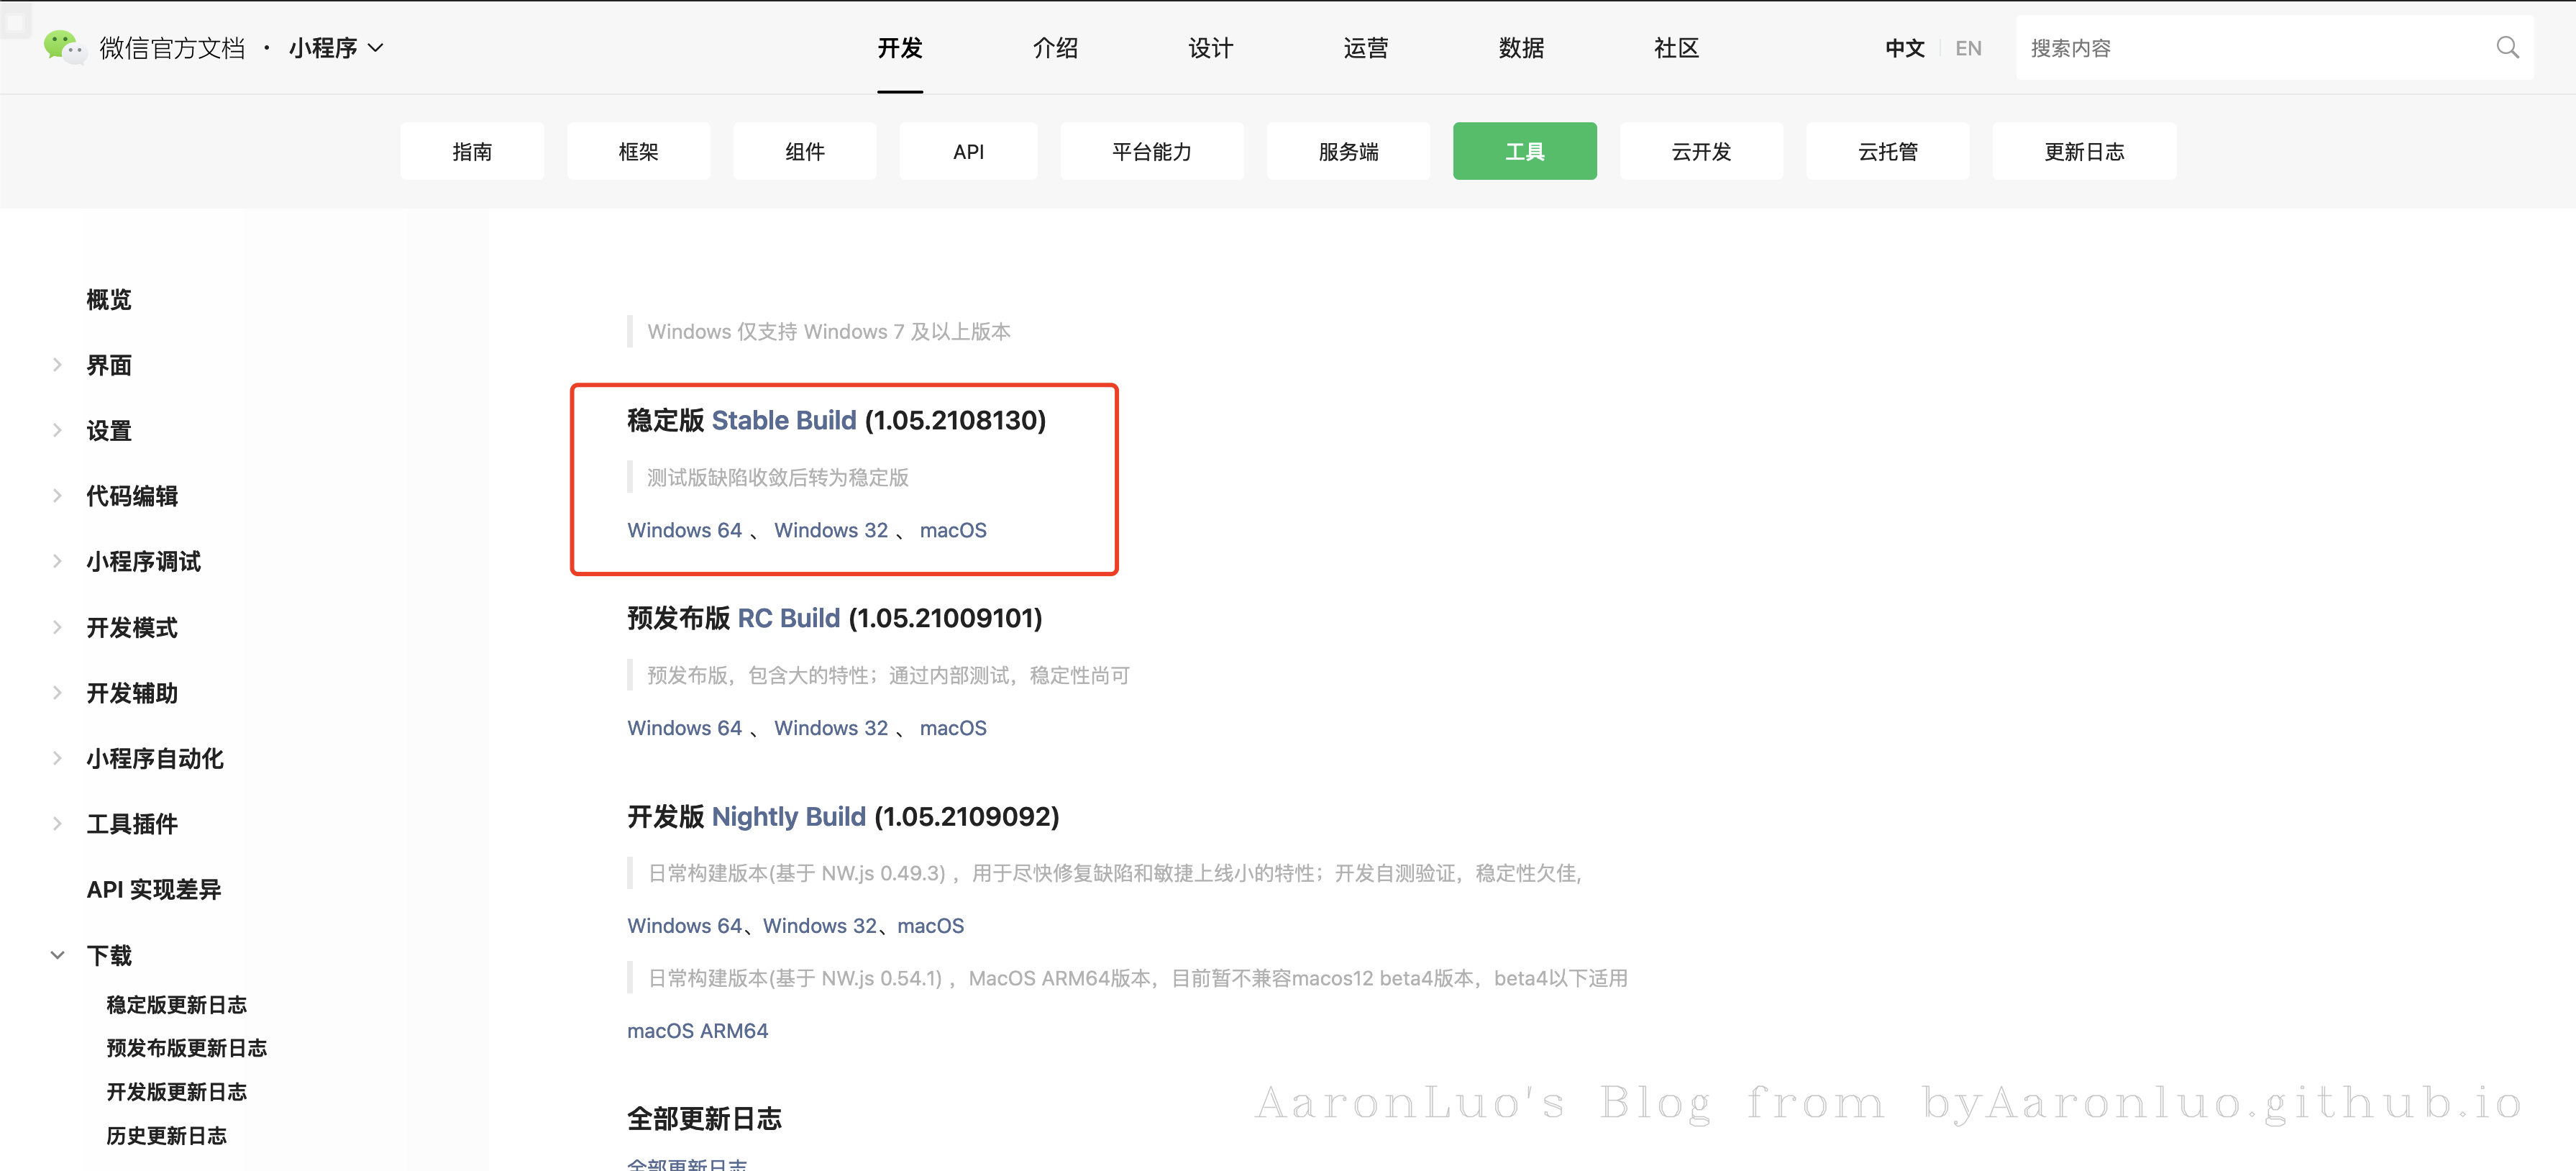 微信官方文档 · 小程序
开发 介绍 设计 运营 数据 社区
中文 EN
搜索内容
指南 框架 组件 API 平台能力 服务端 工具 云开发 云托管 更新日志
概览
界面
设置
代码编辑
小程序调试
开发模式
开发辅助
小程序自动化
工具插件
API 实现差异
下载
稳定版更新日志
预发布版更新日志
开发版更新日志
历史更新日志
Windows 仅支持 Windows 7 及以上版本
稳定版 Stable Build (1.05.2108130)
测试版缺陷收敛后转为稳定版
Windows 64 、 Windows 32 、 macOS
预发布版 RC Build (1.05.21009101)
预发布版，包含大的特性；通过内部测试，稳定性尚可
Windows 64 、 Windows 32 、 macOS
开发版 Nightly Build (1.05.2109092)
日常构建版本(基于 NW.js 0.49.3) ，用于尽快修复缺陷和敏捷上线小的特性；开发自测验证，稳定性欠佳,
Windows 64、Windows 32、macOS
日常构建版本(基于 NW.js 0.54.1) ，MacOS ARM64版本，目前暂不兼容macos12 beta4版本，beta4以下适用
macOS ARM64
全部更新日志
全部更新日志
AaronLuo's Blog from byAaronluo.github.io